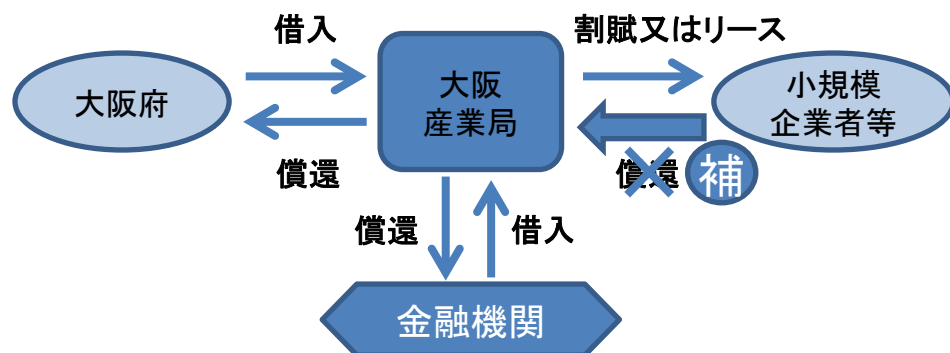 借入
割賦又はリース
大阪府
大阪
産業局
小規模
企業者等
償還
償還
補
償還
借入
金融機関